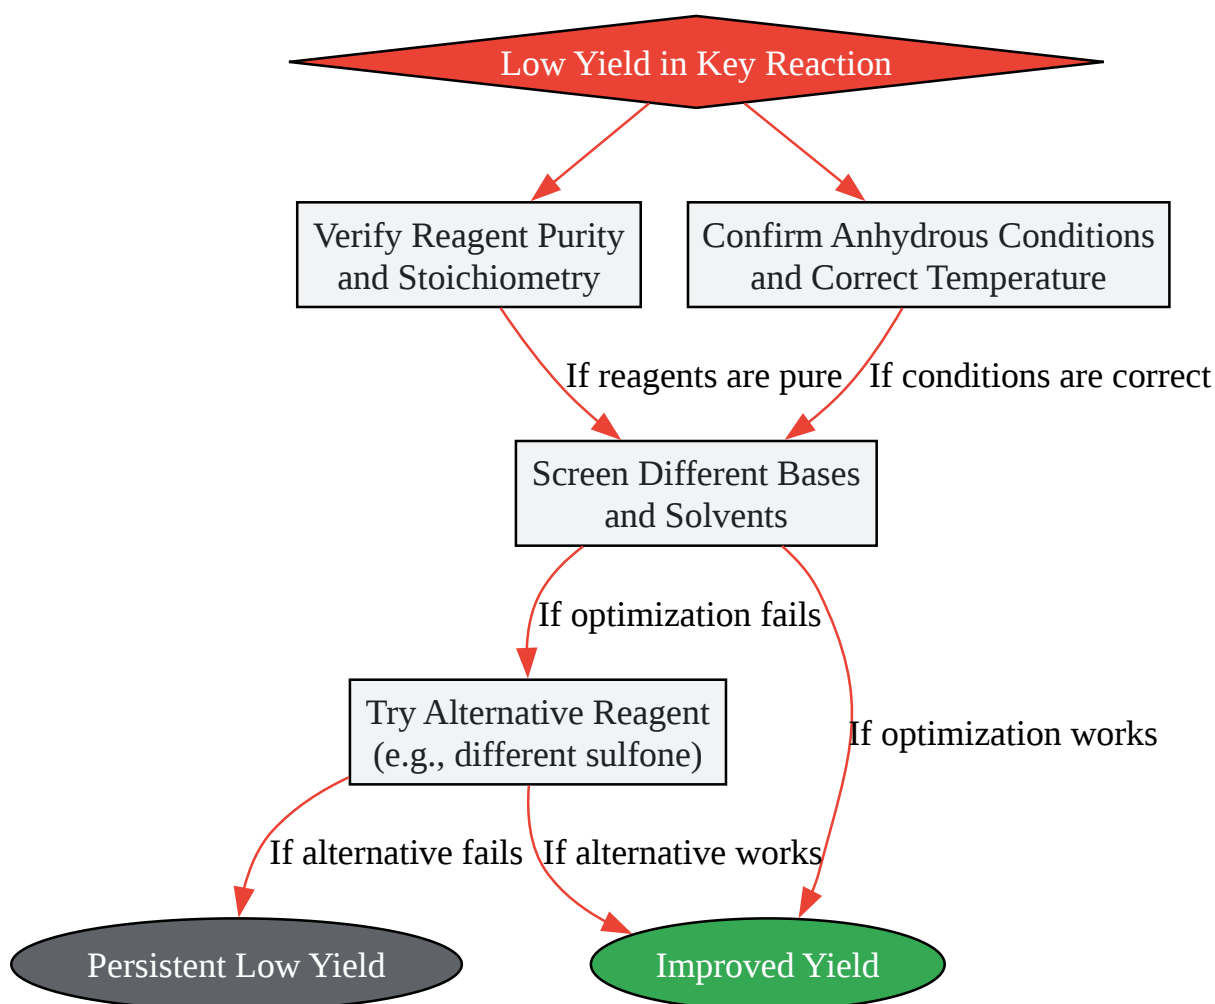 Low Yield in Key Reaction
Verify Reagent Purity
and Stoichiometry
Confirm Anhydrous Conditions
and Correct Temperature
If reagents are pure
If conditions are correct
Screen Different Bases
and Solvents
If optimization fails
Try Alternative Reagent
(e.g., different sulfone)
If optimization works
If alternative fails
If alternative works
Persistent Low Yield
Improved Yield